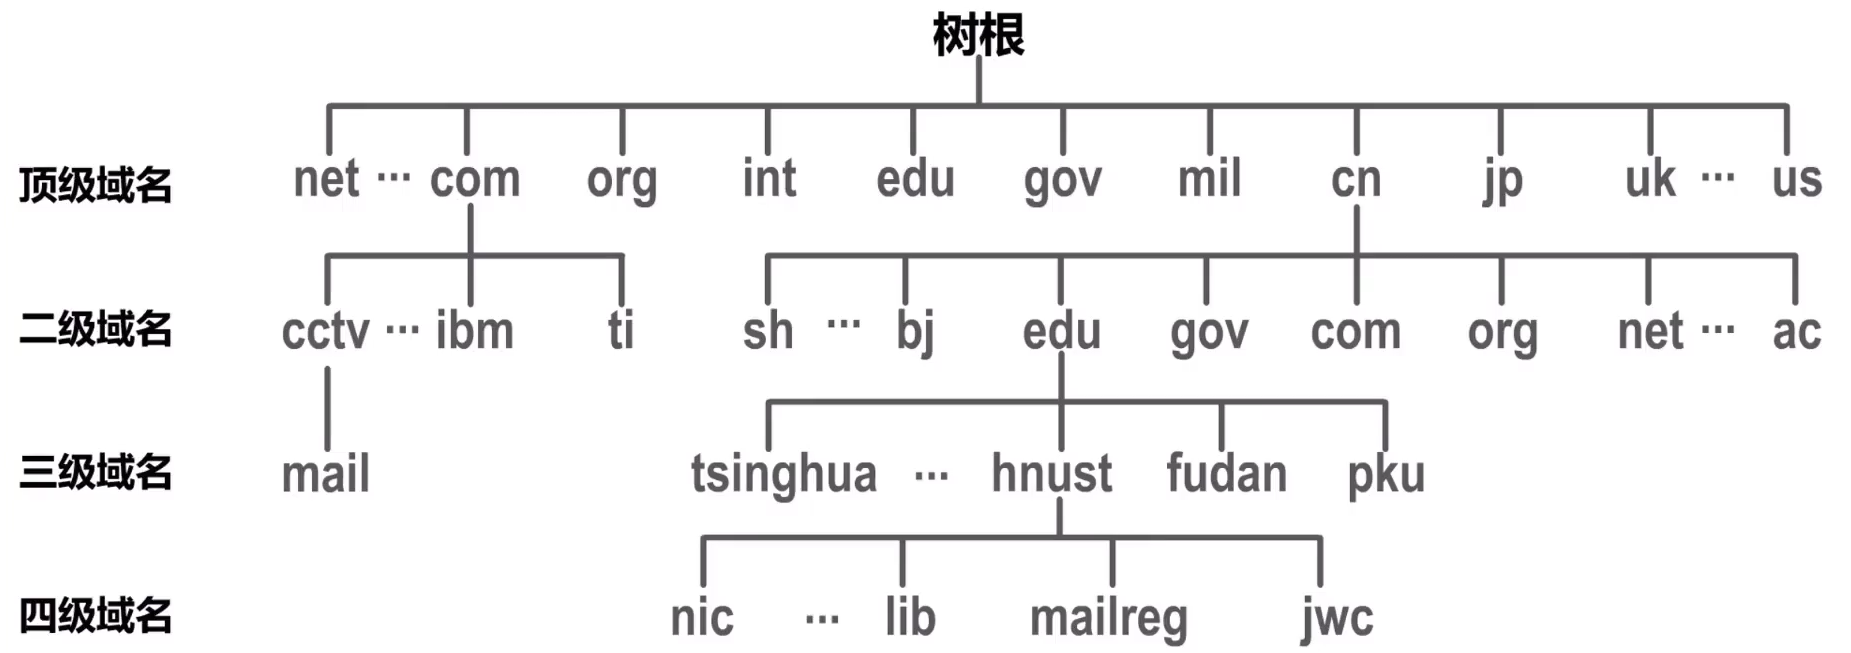 树根
顶级域名 net … com org int edu gov mil cn jp uk … us
二级域名 cctv … ibm ti sh … bj edu gov com org net … ac
三级域名 mail tsinghua … hnust fudan pku
四级域名 nic … lib mailreg jwc